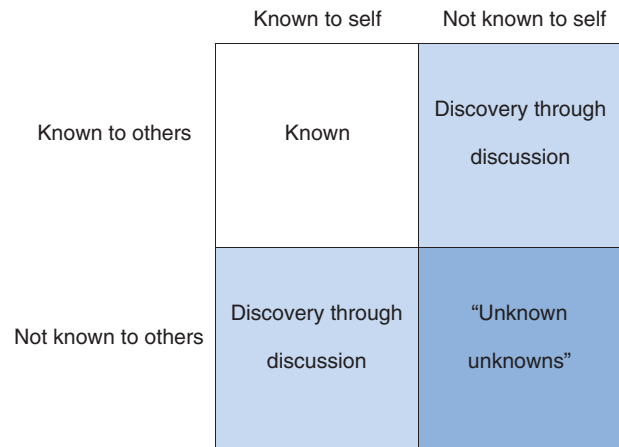 Known to self
Not known to self
Known to others
Known
Discovery through
discussion
Not known to others
Discovery through
discussion
“Unknown
unknowns”